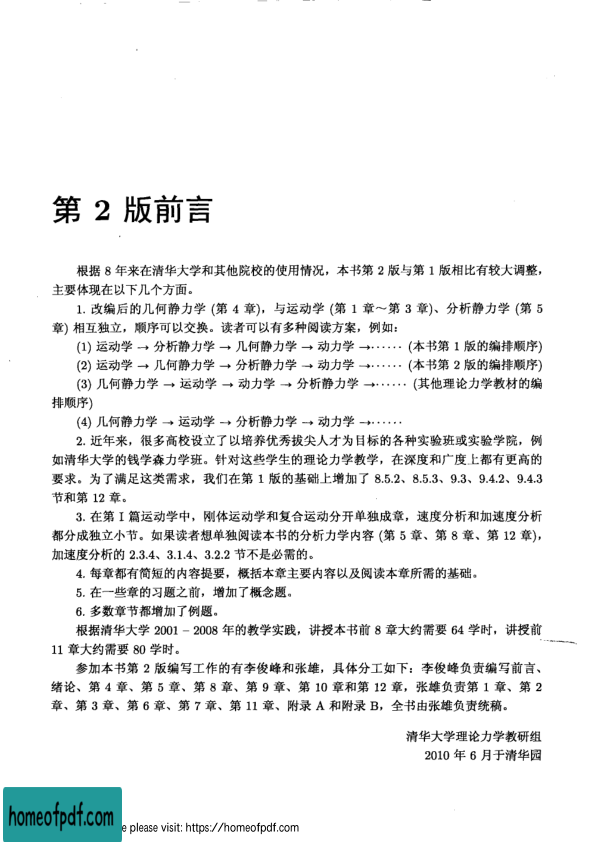 第 2 版前言
根据 8 年来在清华大学和其他院校的使用情况，本书第 2 版与第 1 版相比有较大调整，
主要体现在以下几个方面。
1. 改编后的几何静力学 (第 4 章)，与运动学 (第 1 章～第 3 章)、分析静力学 (第 5
章) 相互独立，顺序可以交换。读者可以有多种阅读方案，例如：
(1) 运动学 → 分析静力学 → 几何静力学 → 动力学 →…… (本书第 1 版的编排顺序)
(2) 运动学 → 几何静力学 → 分析静力学 → 动力学 →…… (本书第 2 版的编排顺序)
(3) 几何静力学 → 运动学 → 动力学 → 分析静力学 →…… (其他理论力学教材的编
排顺序)
(4) 几何静力学 → 运动学 → 分析静力学 → 动力学 →……
2. 近年来，很多高校设立了以培养优秀拔尖人才为目标的各种实验班或实验学院，例
如清华大学的钱学森力学班。针对这些学生的理论力学教学，在深度和广度上都有更高的
要求。为了满足这类需求，我们在第 1 版的基础上增加了 8.5.2、8.5.3、9.3、9.4.2、9.4.3
节和第 12 章。
3. 在第 I 篇运动学中，刚体运动学和复合运动分开单独成章，速度分析和加速度分析
都分成独立小节。如果读者想单独阅读本书的分析力学内容 (第 5 章、第 8 章、第 12 章)，
加速度分析的 2.3.4、3.1.4、3.2.2 节不是必需的。
4. 每章都有简短的内容提要，概括本章主要内容以及阅读本章所需的基础。
5. 在一些章的习题之前，增加了概念题。
6. 多数章节都增加了例题。
根据清华大学 2001－2008 年的教学实践，讲授本书前 8 章大约需要 64 学时，讲授前
11 章大约需要 80 学时。
参加本书第 2 版编写工作的有李俊峰和张雄，具体分工如下：李俊峰负责编写前言、
绪论、第 4 章、第 5 章、第 8 章、第 9 章、第 10 章和第 12 章，张雄负责第 1 章、第 2
章、第 3 章、第 6 章、第 7 章、第 11 章、附录 A 和附录 B，全书由张雄负责统稿。
清华大学理论力学教研组
2010 年 6 月于清华园
homeofpdf.com
e please visit: https://homeofpdf.com